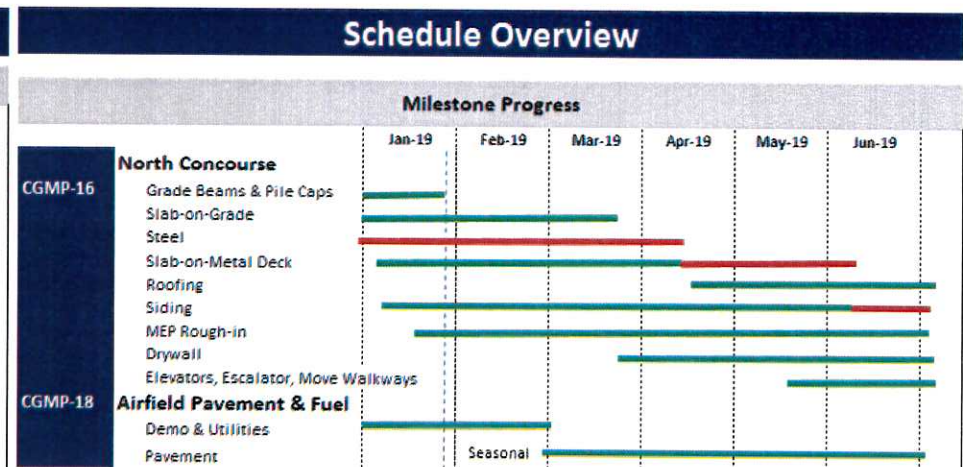 Schedule Overview
Milestone Progress
Jan-19 Feb-19 Mar-19 Apr-19 May-19 Jun-19
North Concourse
CGMP-16 Grade Beams & Pile Caps
Slab-on-Grade
Steel
Slab-on-Metal Deck
Roofing
Siding
MEP Rough-in
Drywall
Elevators, Escalator, Move Walkways
CGMP-18 Airfield Pavement & Fuel
Demo & Utilities
Pavement Seasonal